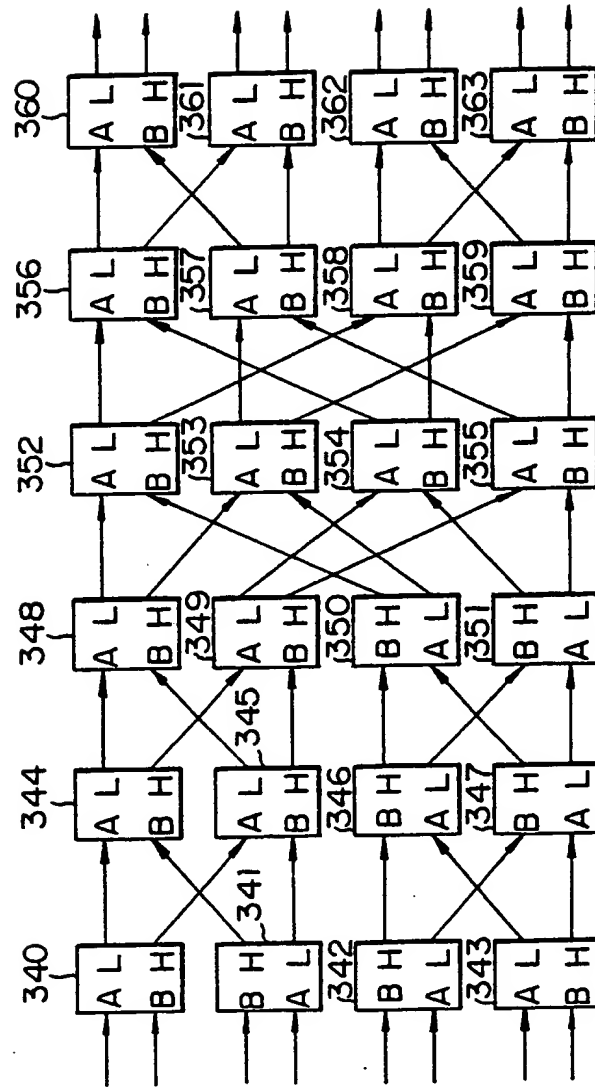 340 344 348 352 356 360
A L A L A L A L A L A L
B H B H B H B H B H B H
341 345 349 353 357 361
B H A L A L A L A L A L
A L B H B H B H B H B H
342 346 350 354 358 362
B H B H B H A L A L A L
A L A L A L B H B H B H
343 347 351 355 359 363
A L B H B H A L A L A L
B H A L A L B H B H B H